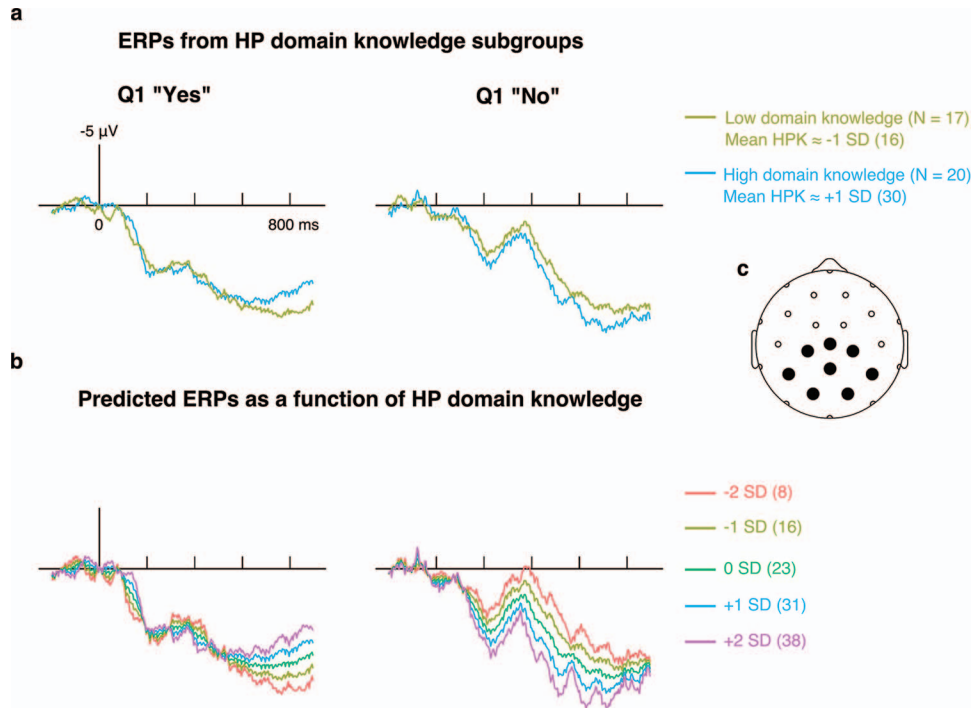 a
ERPs from HP domain knowledge subgroups
Q1 "Yes"
Q1 "No"
-5 µV
0
800 ms
Low domain knowledge (N = 17)
Mean HPK ≈ -1 SD (16)
High domain knowledge (N = 20)
Mean HPK ≈ +1 SD (30)
c
b
Predicted ERPs as a function of HP domain knowledge
-2 SD (8)
-1 SD (16)
0 SD (23)
+1 SD (31)
+2 SD (38)